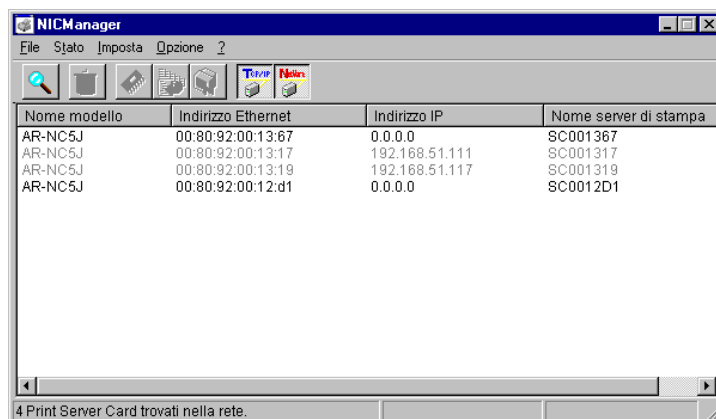 NICManager
File Stato Imposta Opzione ?
TCP/IP NetWare
Nome modello Indirizzo Ethernet Indirizzo IP Nome server di stampa
AR-NC5J 00:80:92:00:13:67 0.0.0.0 SC001367
AR-NC5J 00:80:92:00:13:17 192.168.51.111 SC001317
AR-NC5J 00:80:92:00:13:19 192.168.51.117 SC001319
AR-NC5J 00:80:92:00:12:d1 0.0.0.0 SC0012D1
4 Print Server Card trovati nella rete.